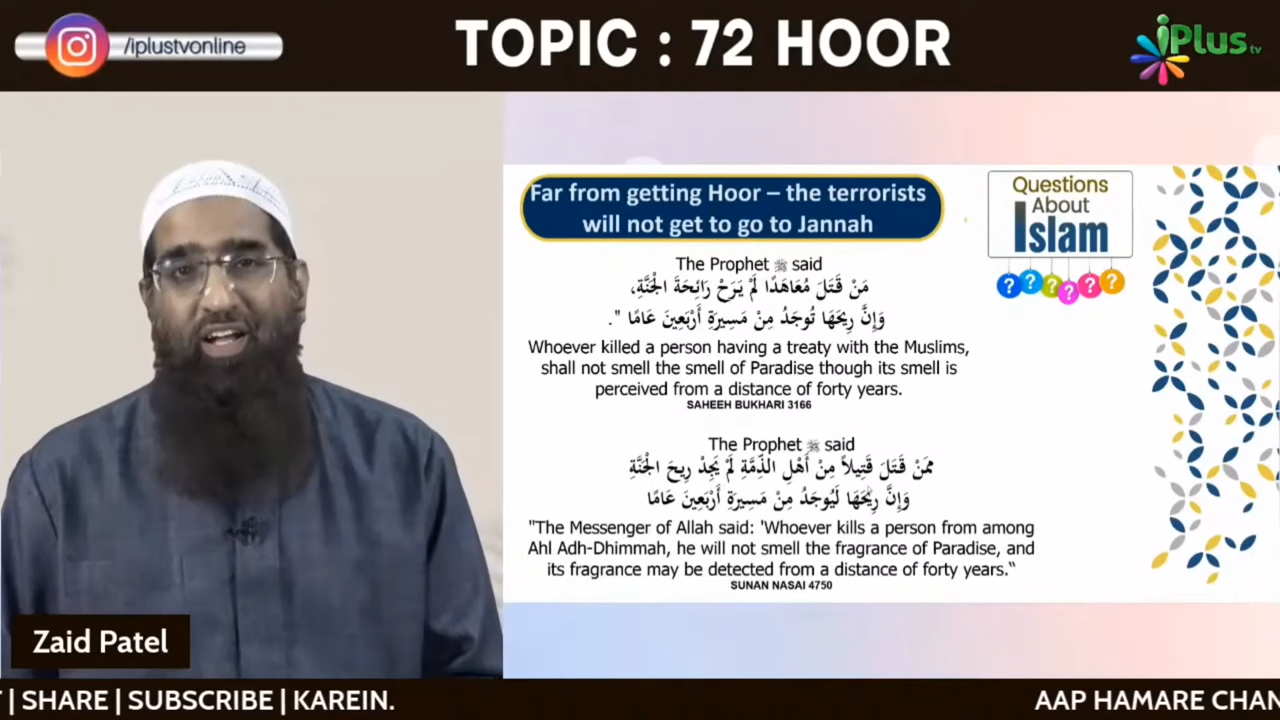 /iplustvonline
TOPIC : 72 HOOR
iPlus tv
Far from getting Hoor – the terrorists
will not get to go to Jannah
Questions
About
Islam
? ? ? ? ? ?
The Prophet ﷺ said
مَنْ قَتَلَ مُعَاهَدًا لَمْ يَرَحْ رَائِحَةَ الْجَنَّةِ،
وَإِنَّ رِيحَهَا تُوجَدُ مِنْ مَسِيرَةِ أَرْبَعِينَ عَامًا ".
Whoever killed a person having a treaty with the Muslims,
shall not smell the smell of Paradise though its smell is
perceived from a distance of forty years.
SAHEEH BUKHARI 3166
The Prophet ﷺ said
ممَنْ قَتَلَ قَتِيلاً مِنْ أَهْلِ الذِّمَّةِ لَمْ يَجِدْ رِيحَ الْجَنَّةِ
وَإِنَّ رِيْحَهَا لَيُوجَدُ مِنْ مَسِيرَةِ أَرْبَعِينَ عَامًا
"The Messenger of Allah said: 'Whoever kills a person from among
Ahl Adh-Dhimmah, he will not smell the fragrance of Paradise, and
its fragrance may be detected from a distance of forty years.“
SUNAN NASAI 4750
Zaid Patel
| SHARE | SUBSCRIBE | KAREIN.
AAP HAMARE CHAN